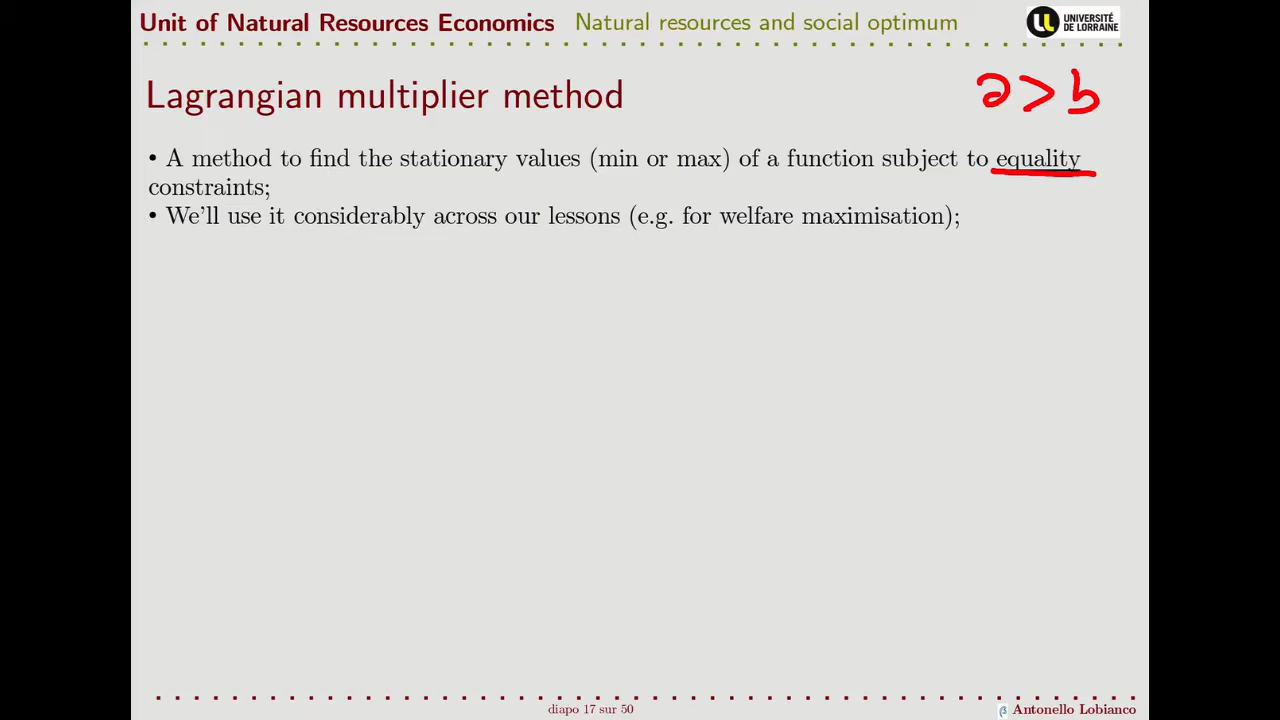 Unit of Natural Resources Economics Natural resources and social optimum
UNIVERSITÉ
DE LORRAINE
Lagrangian multiplier method
a > b
• A method to find the stationary values (min or max) of a function subject to equality
constraints;
• We'll use it considerably across our lessons (e.g. for welfare maximisation);
diapo 17 sur 50
β Antonello Lobianco